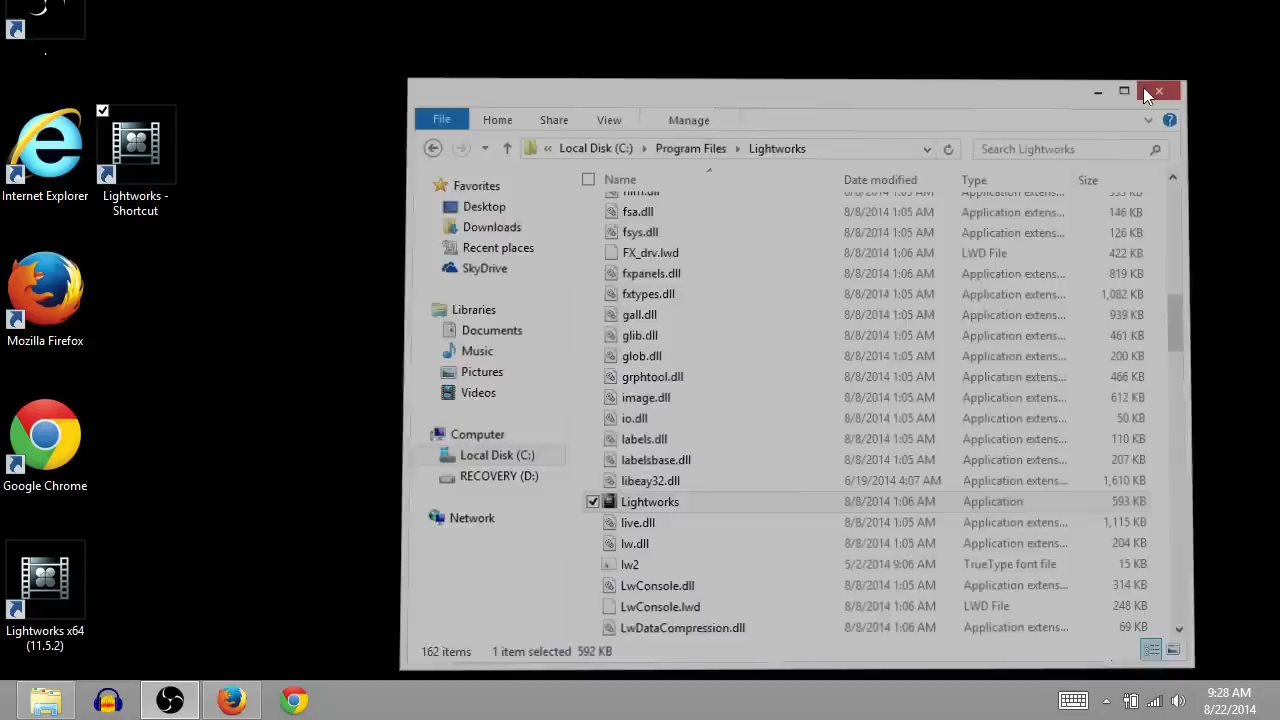 .
Internet Explorer
Lightworks -
Shortcut
Mozilla Firefox
Google Chrome
Lightworks x64
(11.5.2)
File Home Share View Manage
« Local Disk (C:) Program Files Lightworks
Search Lightworks
Favorites
Desktop
Downloads
Recent places
SkyDrive
Libraries
Documents
Music
Pictures
Videos
Computer
Local Disk (C:)
RECOVERY (D:)
Network
Name Date modified Type Size
fsa.dll 8/8/2014 1:05 AM Application extens... 146 KB
fsys.dll 8/8/2014 1:05 AM Application extens... 126 KB
FX_drv.lwd 8/8/2014 1:06 AM LWD File 422 KB
fxpanels.dll 8/8/2014 1:06 AM Application extens... 819 KB
fxtypes.dll 8/8/2014 1:05 AM Application extens... 1,082 KB
gall.dll 8/8/2014 1:05 AM Application extens... 939 KB
glib.dll 8/8/2014 1:05 AM Application extens... 461 KB
glob.dll 8/8/2014 1:05 AM Application extens... 200 KB
grphtool.dll 8/8/2014 1:05 AM Application extens... 466 KB
image.dll 8/8/2014 1:05 AM Application extens... 612 KB
io.dll 8/8/2014 1:05 AM Application extens... 50 KB
labels.dll 8/8/2014 1:05 AM Application extens... 110 KB
labelsbase.dll 8/8/2014 1:05 AM Application extens... 207 KB
libeay32.dll 6/19/2014 4:07 AM Application extens... 1,610 KB
Lightworks 8/8/2014 1:06 AM Application 593 KB
live.dll 8/8/2014 1:05 AM Application extens... 1,115 KB
lw.dll 8/8/2014 1:05 AM Application extens... 204 KB
lw2 5/2/2014 9:06 AM TrueType font file 15 KB
LwConsole.dll 8/8/2014 1:05 AM Application extens... 314 KB
LwConsole.lwd 8/8/2014 1:06 AM LWD File 248 KB
LwDataCompression.dll 8/8/2014 1:06 AM Application extens... 69 KB
162 items 1 item selected 592 KB
9:28 AM
8/22/2014